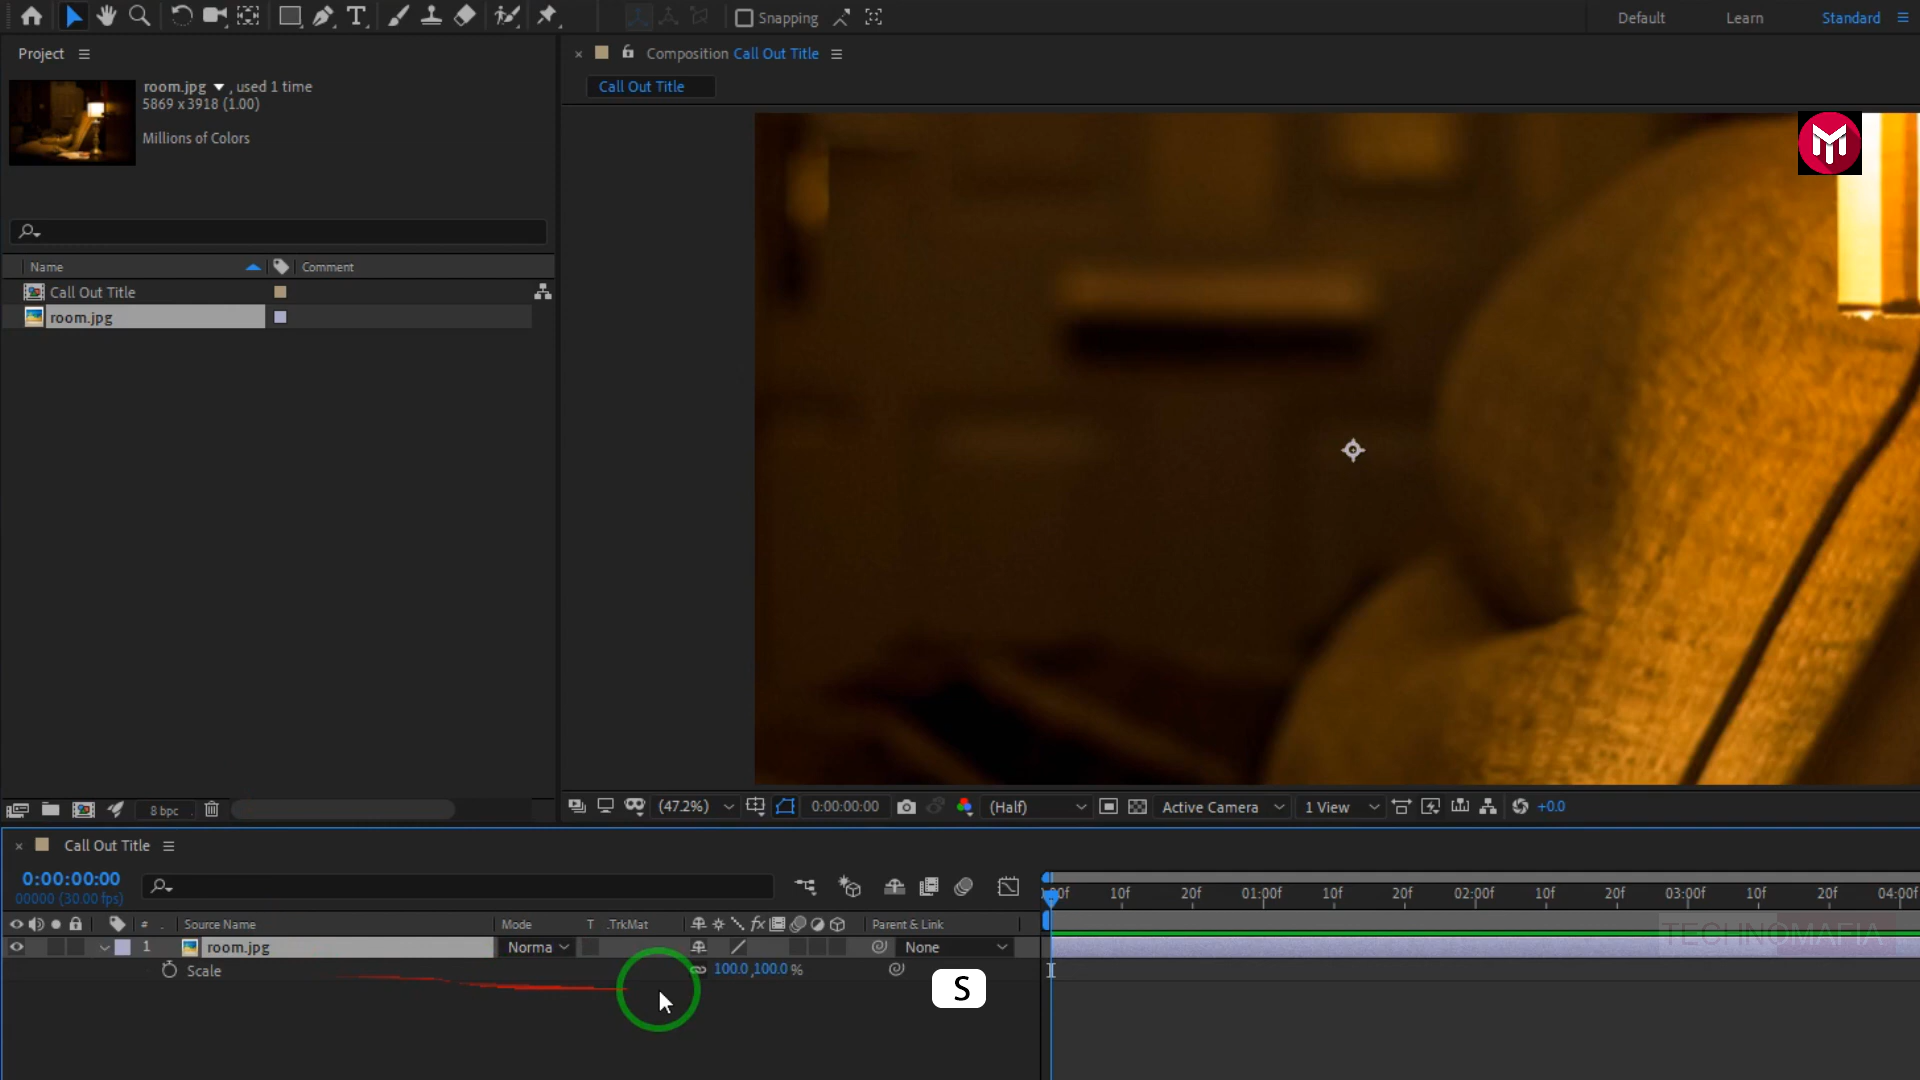 Snapping
Default
Learn
Standard
Project
room.jpg , used 1 time
5869 x 3918 (1.00)
Millions of Colors
Composition Call Out Title
Call Out Title
Name
Comment
Call Out Title
room.jpg
8 bpc
(47.2%)
0:00:00:00
(Half)
Active Camera
1 View
+0.0
Call Out Title
0:00:00:00
00000 (30.00 fps)
:00f 10f 20f 01:00f 10f 20f 02:00f 10f 20f 03:00f 10f 20f 04:00f
# . Source Name Mode T .TrkMat fx Parent & Link
1 room.jpg Norma None
TECHNOMAFIA
Scale 100.0,100.0 %
S